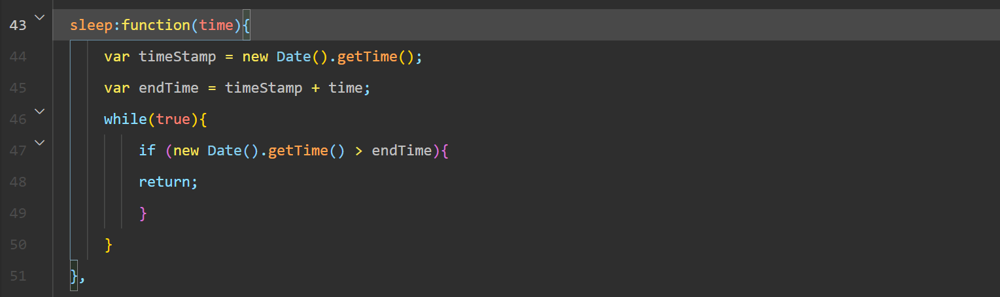 43 sleep:function(time){
44 var timeStamp = new Date().getTime();
45 var endTime = timeStamp + time;
46 while(true){
47 if (new Date().getTime() > endTime){
48 return;
49 }
50 }
51 },